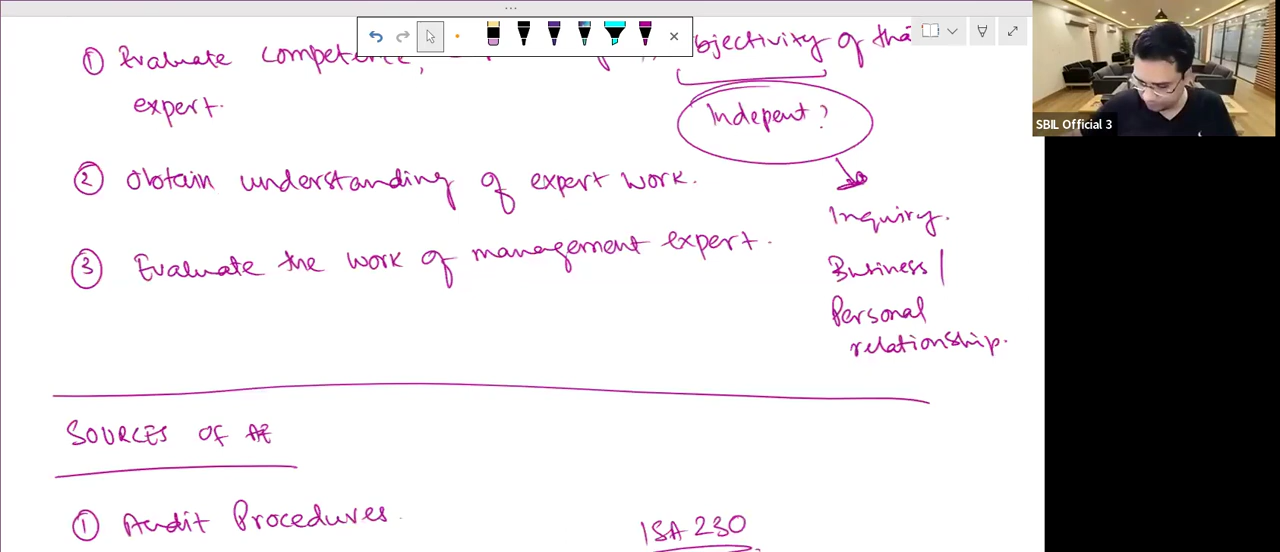 ① Evaluate competence, objectivity of that
expert.
Indepent?
② Obtain understanding of expert work.
Inquiry.
③ Evaluate the work of management expert.
Business |
Personal
relationship.
SOURCES OF AE
① Audit Procedures.
ISA 230
SBIL Official 3